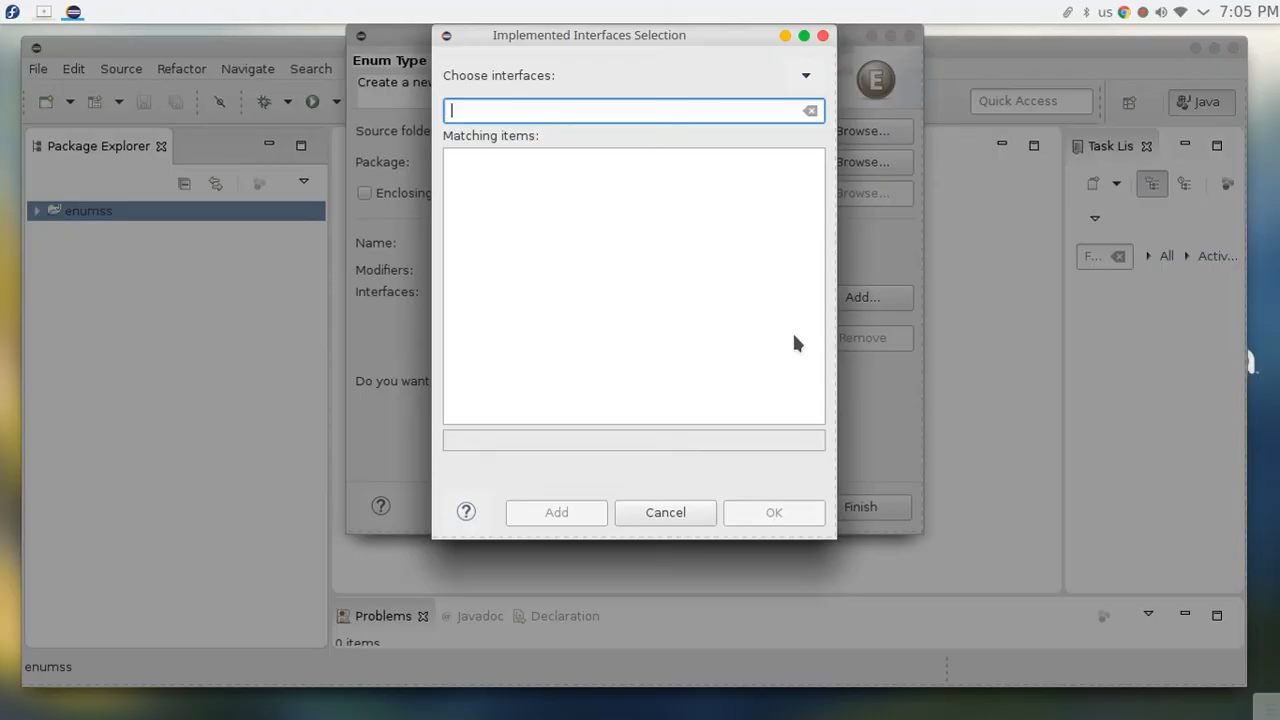 us 7:05 PM
Implemented Interfaces Selection
Enum Type
Create a new
File Edit Source Refactor Navigate Search
Choose interfaces:
E
Quick Access
Java
Source folde
Browse...
Matching items:
Package Explorer
Task Lis
Package:
Browse...
Enclosing
Browse...
enumss
Name:
F... All Activ...
Modifiers:
Interfaces:
Add...
Remove
Do you want
Add Cancel OK
Finish
Problems Javadoc Declaration
0 items
enumss